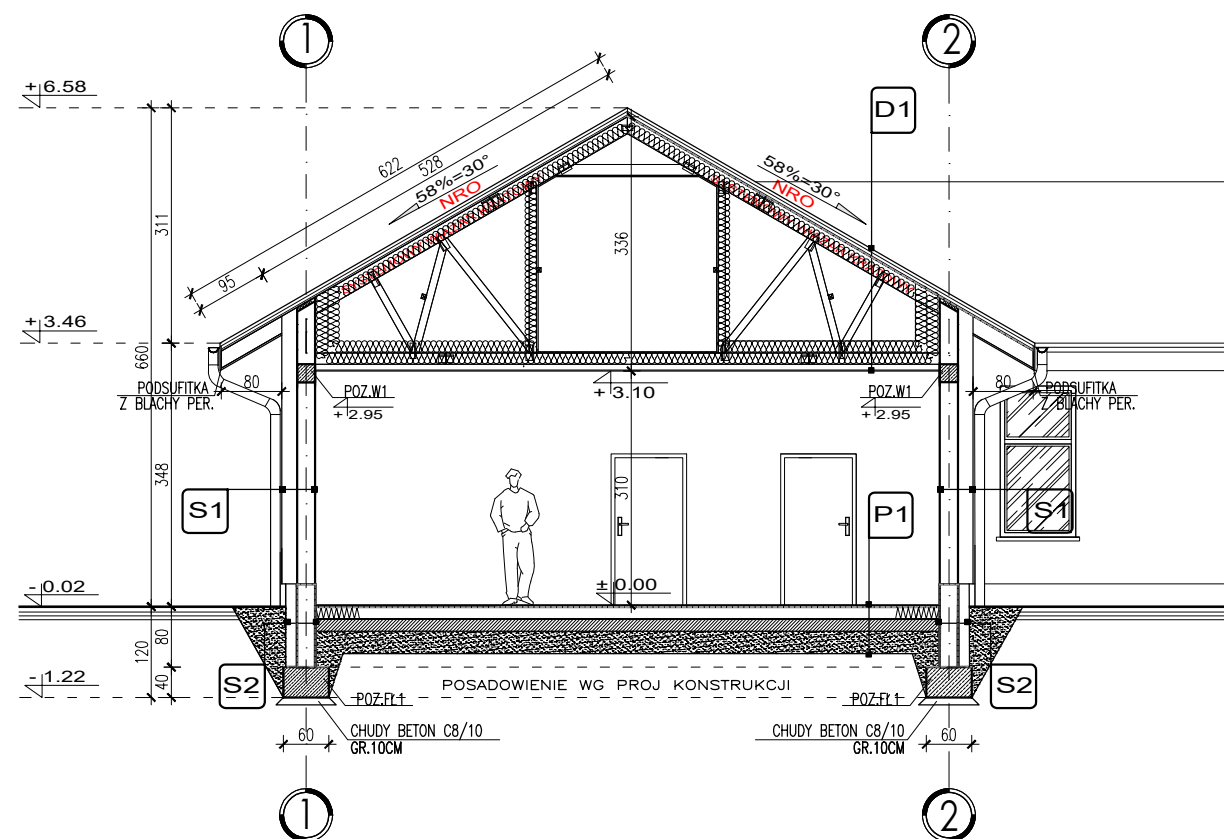 1
2
+6.58
D1
622
528
58%=30°
NRO
58%=30°
NRO
311
336
95
+3.46
660
80
PODSUFITKA
Z BLACHY PER.
POZ.W1
+2.95
+3.10
POZ.W1
+2.95
80
PODSUFITKA
Z BLACHY PER.
348
310
S1
P1
S1
-0.02
±0.00
120
80
40
-1.22
S2
POSADOWIENIE WG PROJ KONSTRUKCJI
S2
POZ.FŁ1
POZ.FŁ1
60
CHUDY BETON C8/10
GR.10CM
CHUDY BETON C8/10
GR.10CM
60
1
2